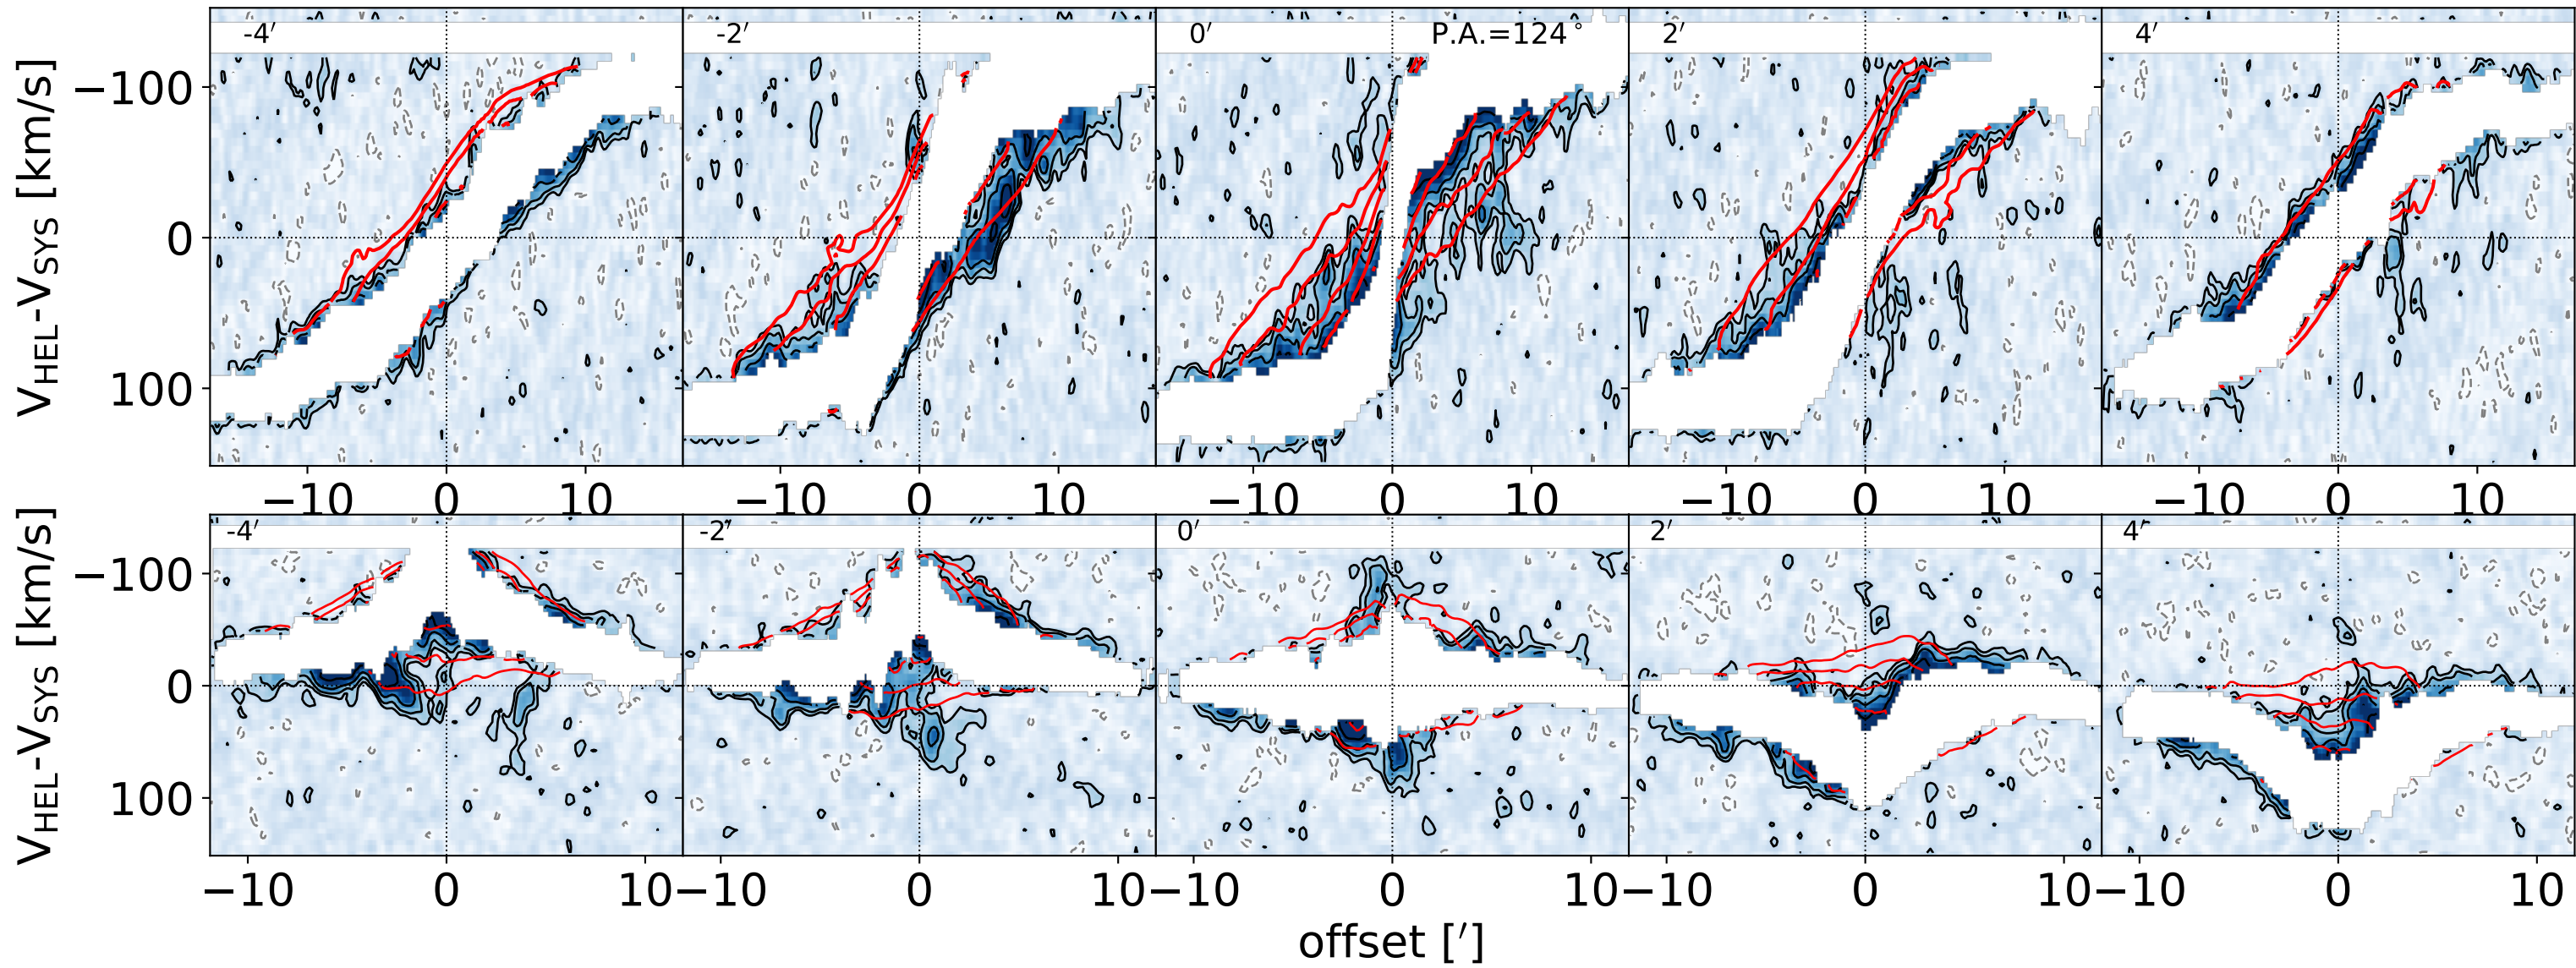 -4′ -2′ 0′ P.A.=124° 2′ 4′
V_HEL-V_SYS [km/s]
−100
0
100
−10 0 10 −10 0 10 −10 0 10 −10 0 10 −10 0 10
-4′ -2′ 0′ 2′ 4′
V_HEL-V_SYS [km/s]
−100
0
100
−10 0 10 −10 0 10 −10 0 10 −10 0 10 −10 0 10
offset [′]